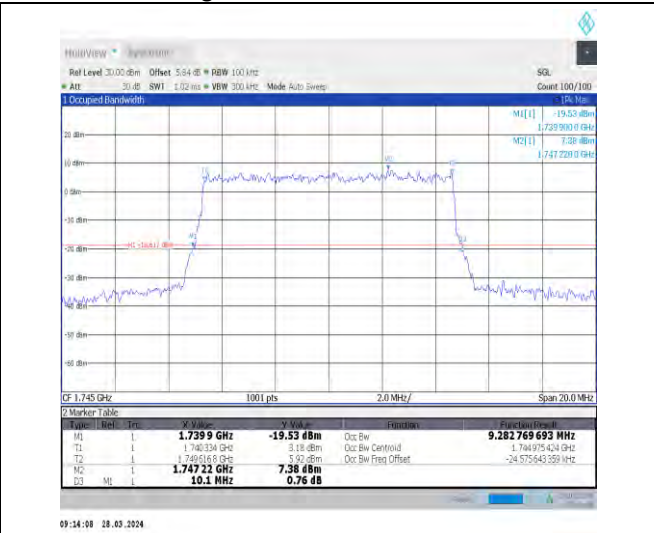 MultiView Spectrum
Ref Level 30.00 dBm Offset 5.84 dB RBW 100 kHz SGL
Att 30 dB SWT 1.02 ms VBW 300 kHz Mode Auto Sweep Count 100/100
1 Occupied Bandwidth 1Pk Max
M1[1] -19.53 dBm
1.739900 0 GHz
M2[1] 7.38 dBm
1.747220 0 GHz
20 dBm
10 dBm
0 dBm
-10 dBm
-20 dBm
-30 dBm
-40 dBm
-50 dBm
-60 dBm
CF 1.745 GHz 1001 pts 2.0 MHz/ Span 20.0 MHz
2 Marker Table
Type Ref Trc X-Value Y-Value Function Function Result
M1 1 1.739 9 GHz -19.53 dBm Occ Bw 9.282 769 693 MHz
T1 1 1.740 334 GHz 3.18 dBm Occ Bw Centroid 1.744 975 424 GHz
T2 1 1.749 616 8 GHz 5.92 dBm Occ Bw Freq Offset -24.575 643 359 kHz
M2 1 1.747 22 GHz 7.38 dBm
D3 M1 1 10.1 MHz 0.76 dB
09:14:08 28.03.2024